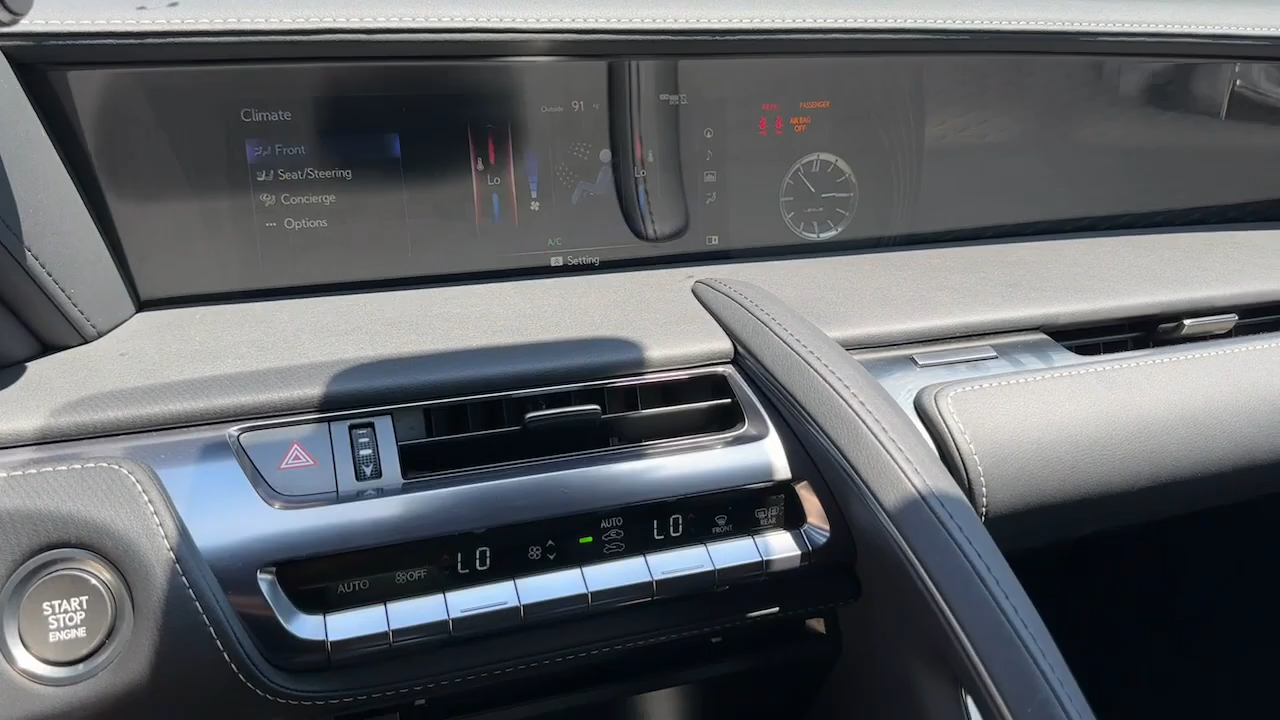 Climate
Outside 91 °F
Front
Seat/Steering
Concierge
Options
Lo
Lo
A/C
Setting
PASSENGER
AIR BAG
OFF
AUTO
OFF
LO
AUTO
LO
FRONT
REAR
START
STOP
ENGINE